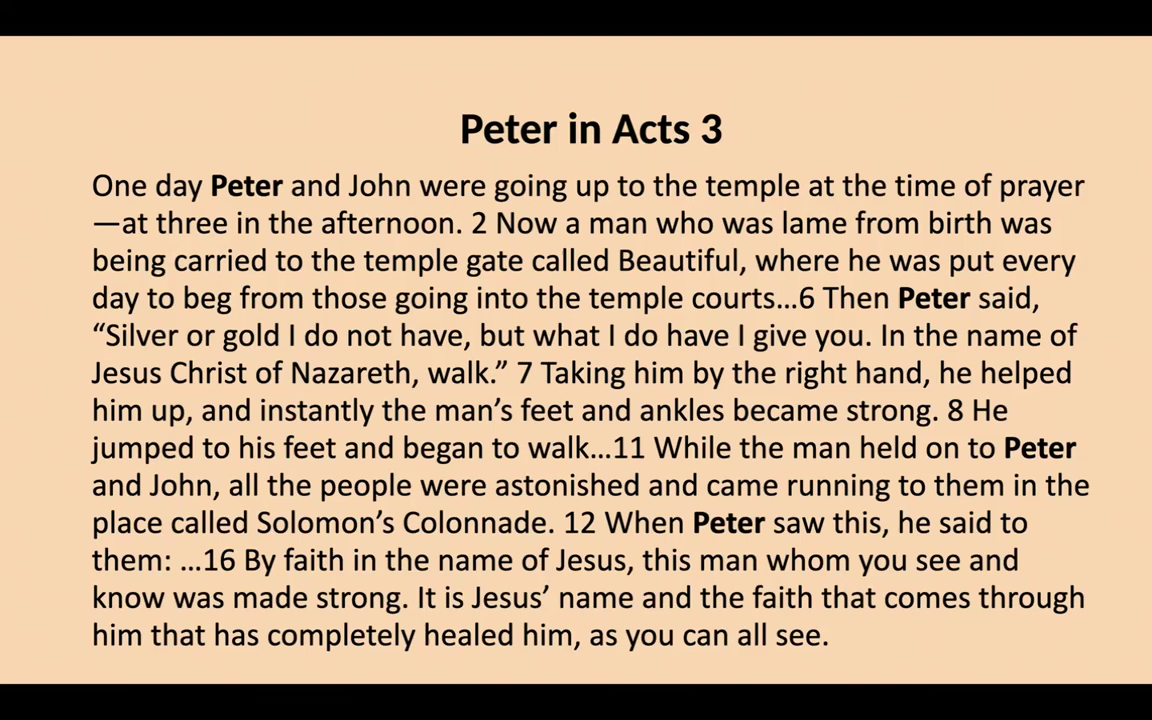 Peter in Acts 3
One day Peter and John were going up to the temple at the time of prayer
—at three in the afternoon. 2 Now a man who was lame from birth was
being carried to the temple gate called Beautiful, where he was put every
day to beg from those going into the temple courts…6 Then Peter said,
“Silver or gold I do not have, but what I do have I give you. In the name of
Jesus Christ of Nazareth, walk.” 7 Taking him by the right hand, he helped
him up, and instantly the man’s feet and ankles became strong. 8 He
jumped to his feet and began to walk…11 While the man held on to Peter
and John, all the people were astonished and came running to them in the
place called Solomon’s Colonnade. 12 When Peter saw this, he said to
them: …16 By faith in the name of Jesus, this man whom you see and
know was made strong. It is Jesus’ name and the faith that comes through
him that has completely healed him, as you can all see.